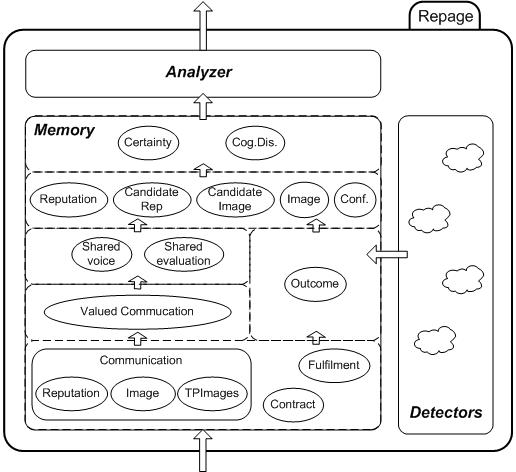 Repage
Analyzer
Memory
Certainty
Cog.Dis.
Reputation
Candidate
Rep
Candidate
Image
Image
Conf.
Shared
voice
Shared
evaluation
Outcome
Valued Commucation
Communication
Reputation
Image
TPImages
Fulfilment
Contract
Detectors